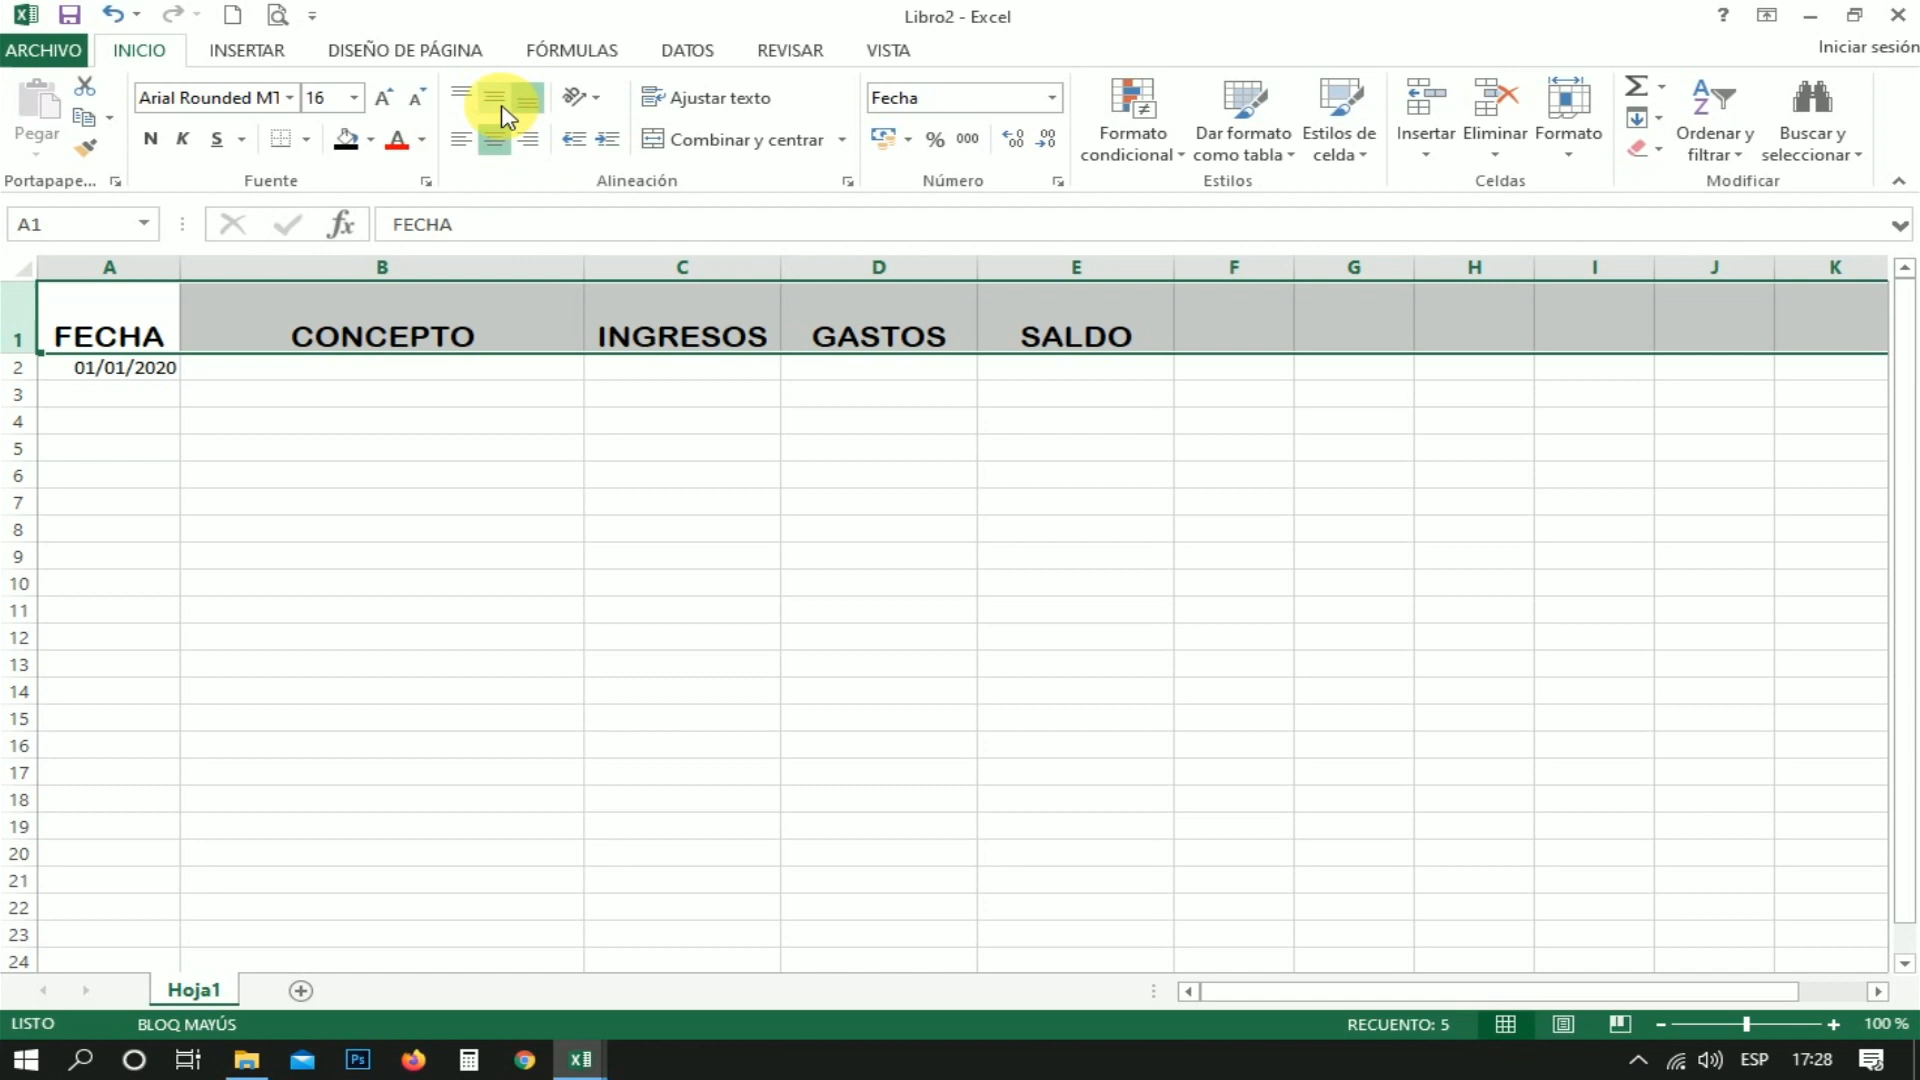 Libro2 - Excel
?
ARCHIVO INICIO INSERTAR DISEÑO DE PÁGINA FÓRMULAS DATOS REVISAR VISTA Iniciar sesión
Arial Rounded MT 16 A A Ajustar texto Fecha
Pegar N K S A Combinar y centrar % 000
Formato condicional
Dar formato como tabla
Estilos de celda
Insertar Eliminar Formato
Ordenar y filtrar
Buscar y seleccionar
Portapape... Fuente Alineación Número Estilos Celdas Modificar
A1 fx FECHA
A B C D E F G H I J K
1 FECHA CONCEPTO INGRESOS GASTOS SALDO
2 01/01/2020
3
4
5
6
7
8
9
10
11
12
13
14
15
16
17
18
19
20
21
22
23
24
Hoja1
LISTO BLOQ MAYÚS RECUENTO: 5 100 %
Ps ESP 17:28